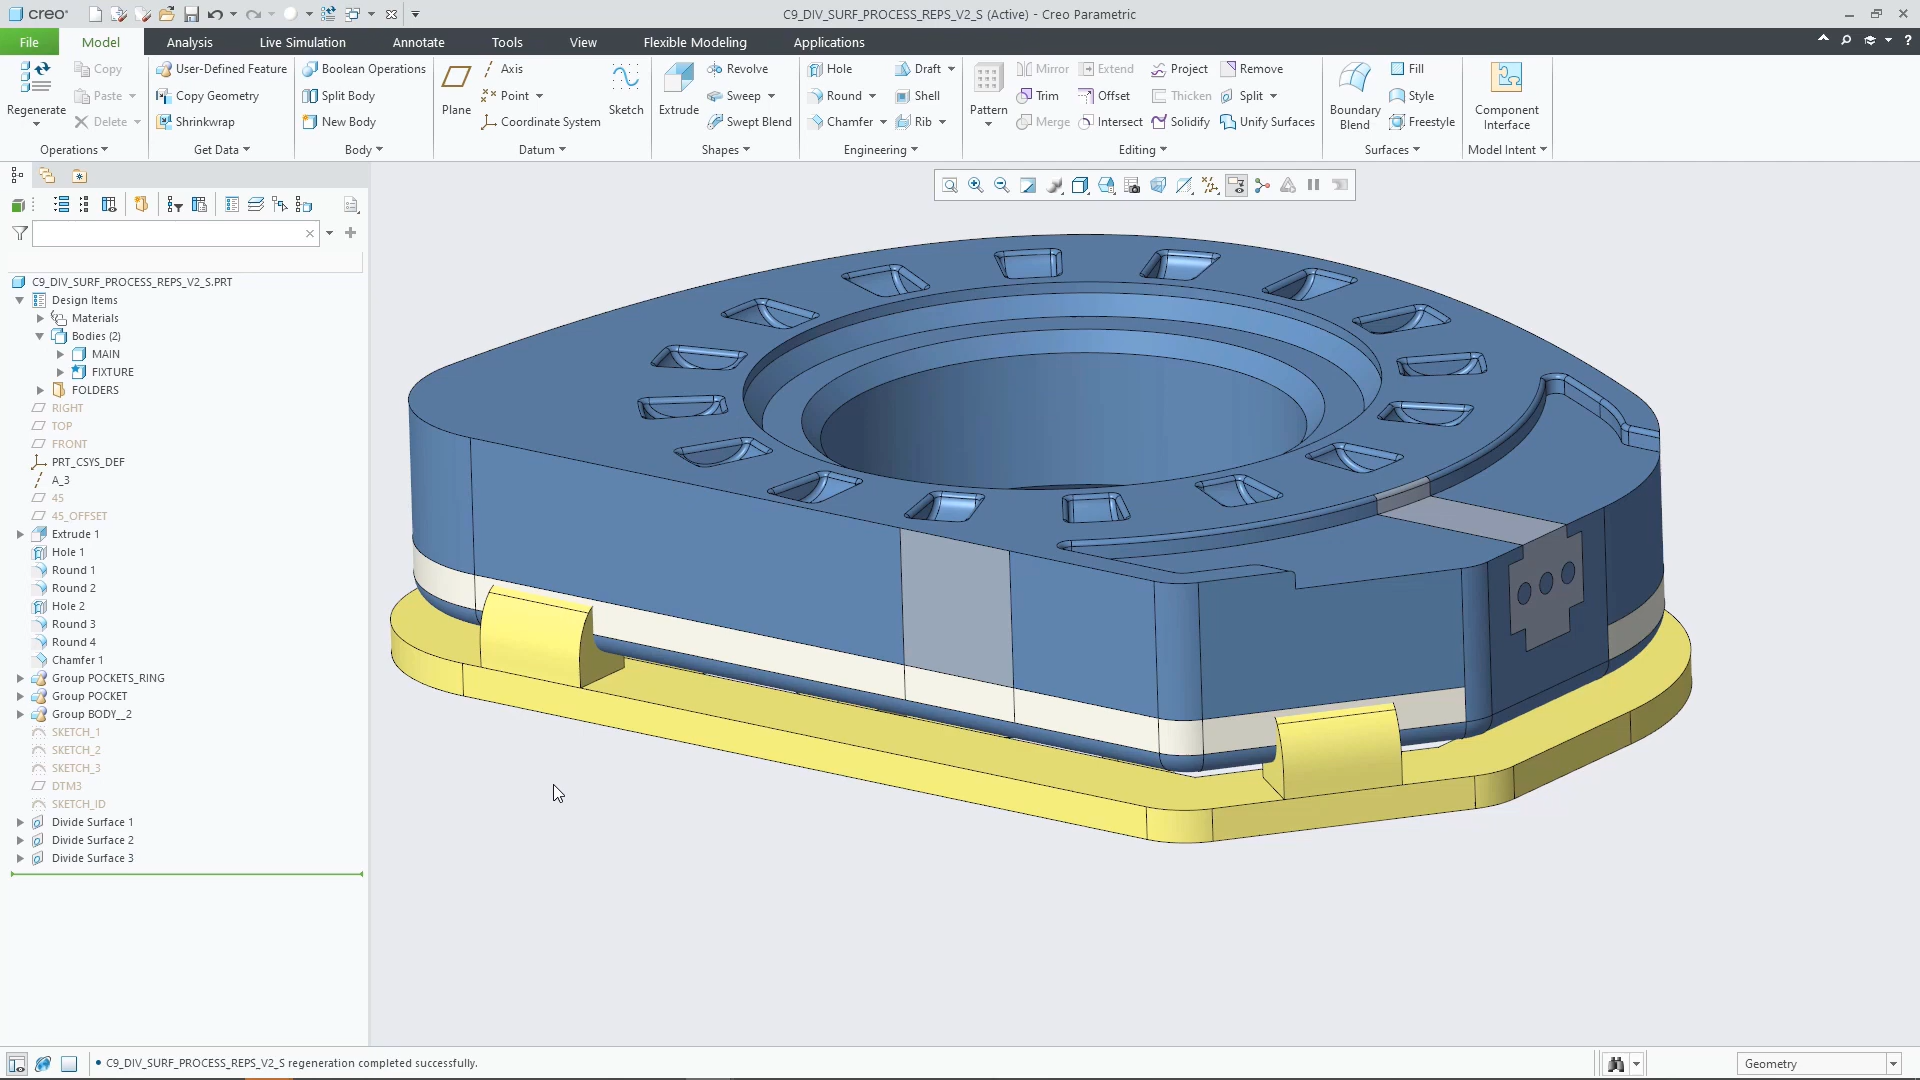 creo
C9_DIV_SURF_PROCESS_REPS_V2_S (Active) - Creo Parametric
File Model Analysis Live Simulation Annotate Tools View Flexible Modeling Applications
Regenerate
Copy
Paste
Delete
Operations
User-Defined Feature
Copy Geometry
Shrinkwrap
Get Data
Boolean Operations
Split Body
New Body
Body
Plane
Axis
Point
Coordinate System
Sketch
Datum
Extrude
Revolve
Sweep
Swept Blend
Shapes
Hole
Round
Chamfer
Draft
Shell
Rib
Engineering
Pattern
Mirror
Trim
Merge
Extend
Offset
Intersect
Project
Thicken
Solidify
Remove
Split
Unify Surfaces
Editing
Boundary
Blend
Fill
Style
Freestyle
Surfaces
Component
Interface
Model Intent
C9_DIV_SURF_PROCESS_REPS_V2_S.PRT
Design Items
Materials
Bodies (2)
MAIN
FIXTURE
FOLDERS
RIGHT
TOP
FRONT
PRT_CSYS_DEF
A_3
45
45_OFFSET
Extrude 1
Hole 1
Round 1
Round 2
Hole 2
Round 3
Round 4
Chamfer 1
Group POCKETS_RING
Group POCKET
Group BODY__2
SKETCH_1
SKETCH_2
SKETCH_3
DTM3
SKETCH_ID
Divide Surface 1
Divide Surface 2
Divide Surface 3
• C9_DIV_SURF_PROCESS_REPS_V2_S regeneration completed successfully.
Geometry